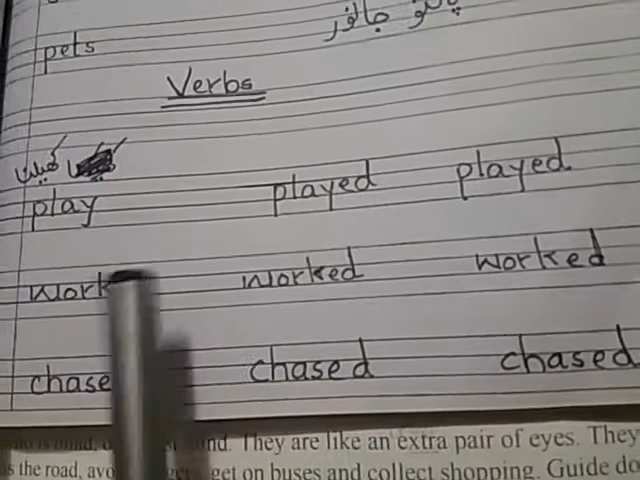 pets پالتو جانور
Verbs
کھیلنا
play played played
work worked worked
chase chased chased
They are like an extra pair of eyes. They
s the road, get on buses and collect shopping. Guide do